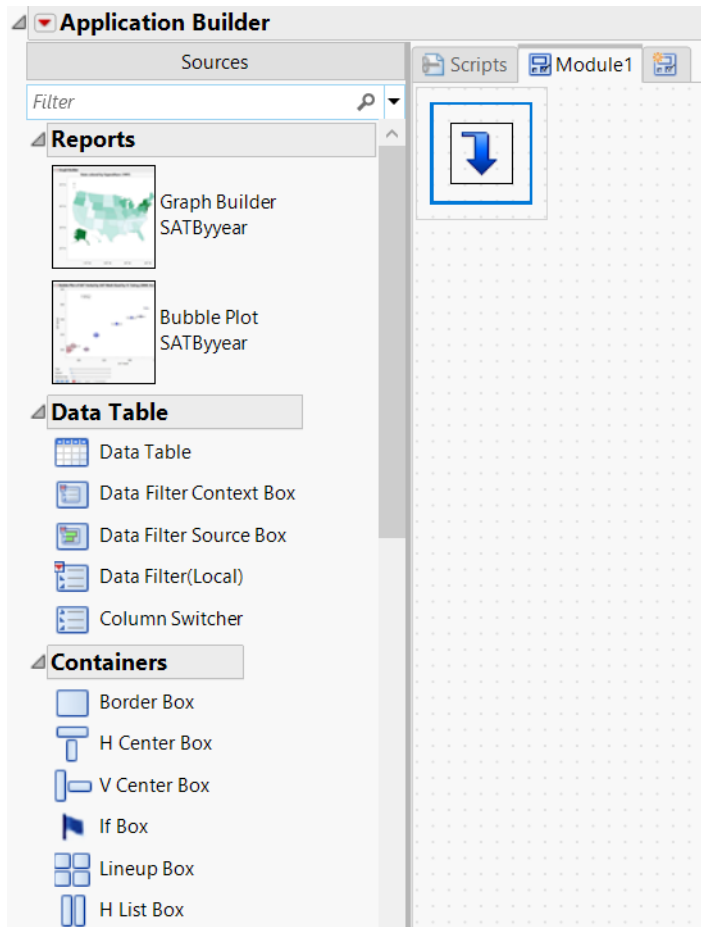 Application Builder
Sources
Scripts
Module1
Filter
Reports
Graph Builder
SATByyear
Bubble Plot
SATByyear
Data Table
Data Table
Data Filter Context Box
Data Filter Source Box
Data Filter(Local)
Column Switcher
Containers
Border Box
H Center Box
V Center Box
If Box
Lineup Box
H List Box